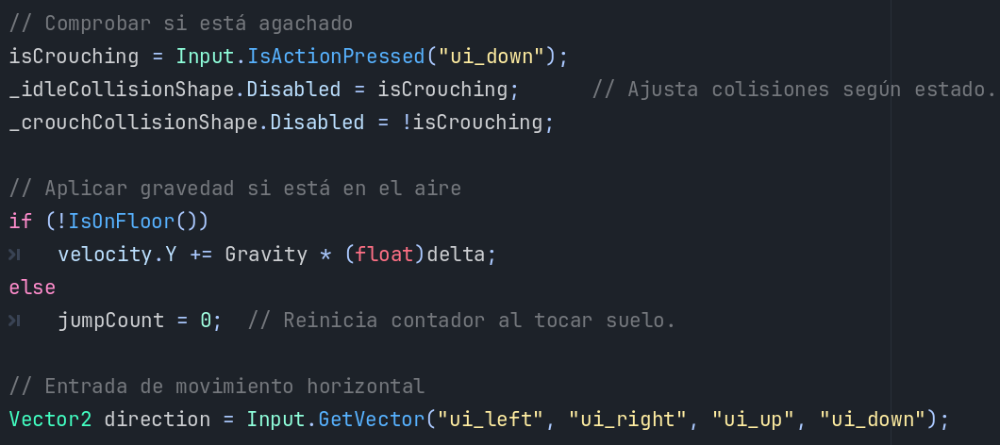 // Comprobar si está agachado
isCrouching = Input.IsActionPressed("ui_down");
_idleCollisionShape.Disabled = isCrouching;      // Ajusta colisiones según estado.
_crouchCollisionShape.Disabled = !isCrouching;
// Aplicar gravedad si está en el aire
if (!IsOnFloor())
    velocity.Y += Gravity * (float)delta;
else
    jumpCount = 0;  // Reinicia contador al tocar suelo.
// Entrada de movimiento horizontal
Vector2 direction = Input.GetVector("ui_left", "ui_right", "ui_up", "ui_down");